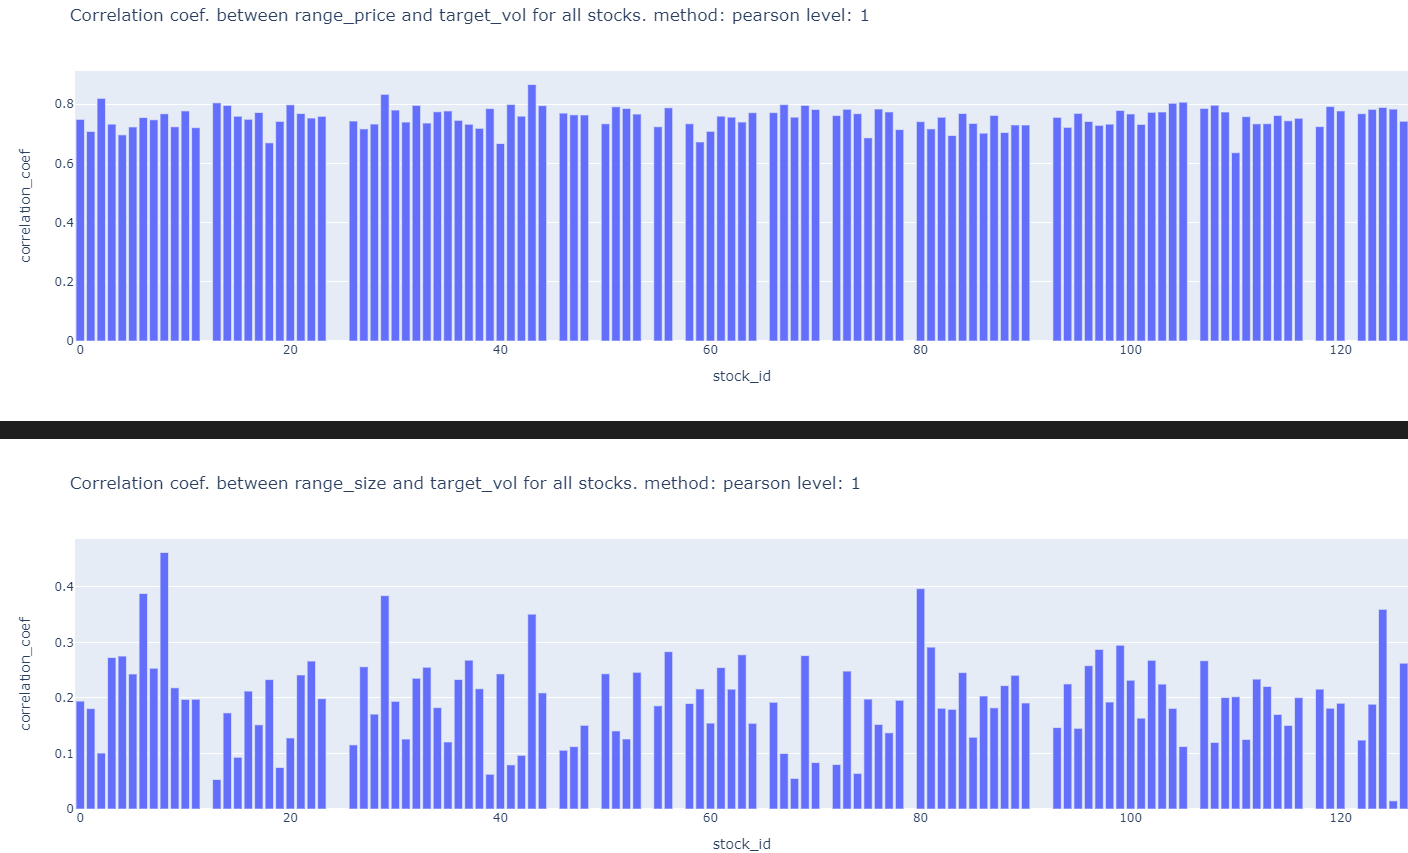 Correlation coef. between range_price and target_vol for all stocks. method: pearson level: 1
0.8
0.6
0.4
0.2
0
correlation_coef
0 20 40 60 80 100 120
stock_id
Correlation coef. between range_size and target_vol for all stocks. method: pearson level: 1
0.4
0.3
0.2
0.1
0
correlation_coef
0 20 40 60 80 100 120
stock_id